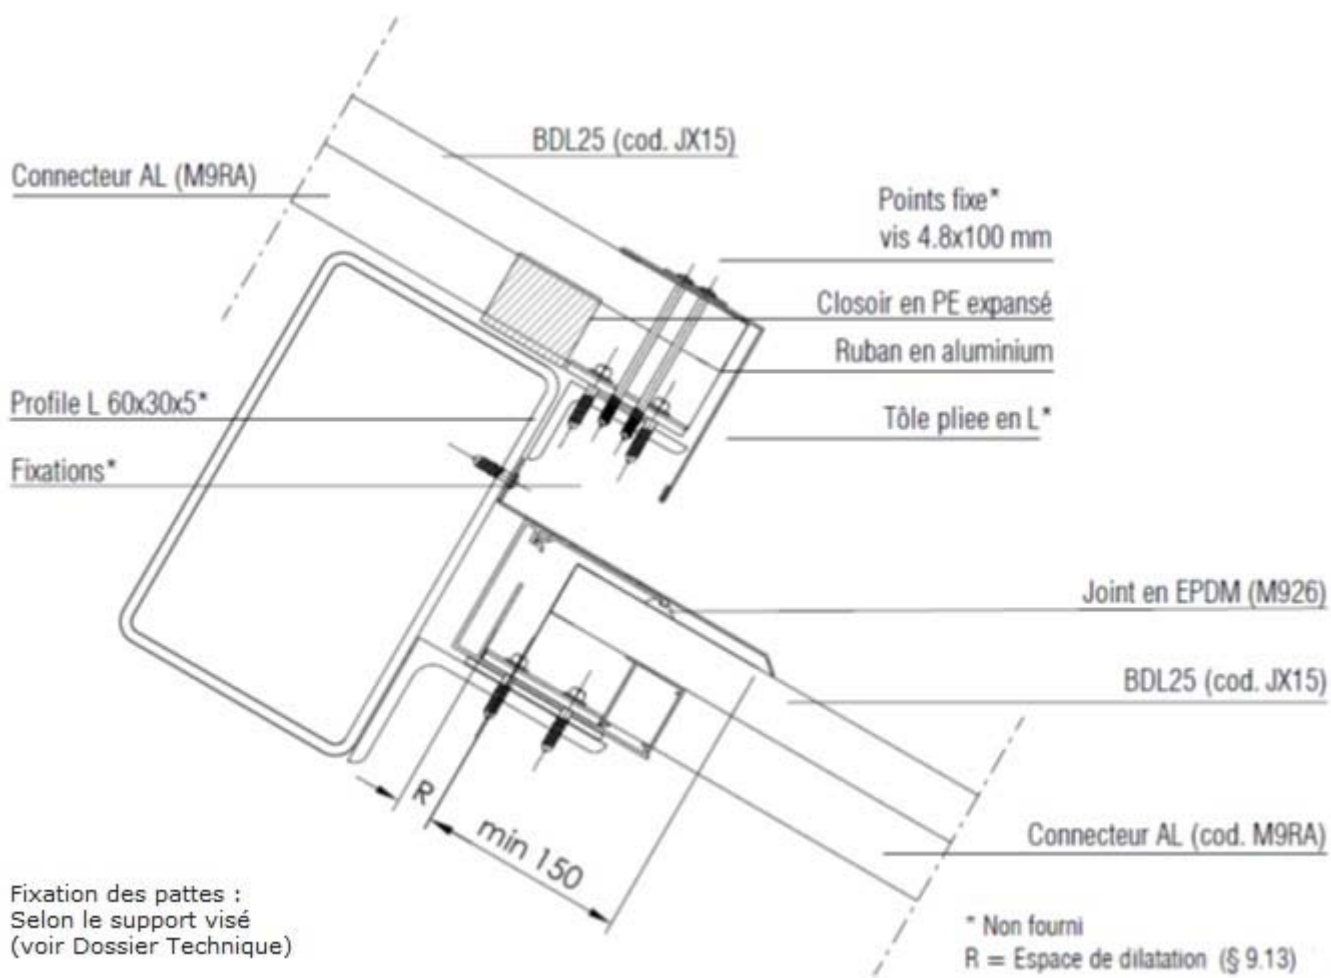 BDL25 (cod. JX15)
Connecteur AL (M9RA)
Points fixe*
vis 4.8x100 mm
Closoir en PE expansé
Ruban en aluminium
Profile L 60x30x5*
Tôle pliee en L*
Fixations*
Joint en EPDM (M926)
BDL25 (cod. JX15)
R
min 150
Connecteur AL (cod. M9RA)
Fixation des pattes :
Selon le support visé
(voir Dossier Technique)
* Non fourni
R = Espace de dilatation (§ 9.13)